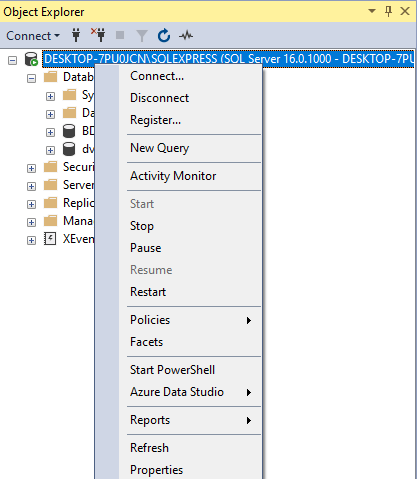 Object Explorer
Connect
DESKTOP-7PU0JCN\SQLEXPRESS (SQL Server 16.0.1000 - DESKTOP-7PU
Datab
Sy
Da
BD
dv
Securi
Server
Replic
Mana
XEven
Connect...
Disconnect
Register...
New Query
Activity Monitor
Start
Stop
Pause
Resume
Restart
Policies
Facets
Start PowerShell
Azure Data Studio
Reports
Refresh
Properties